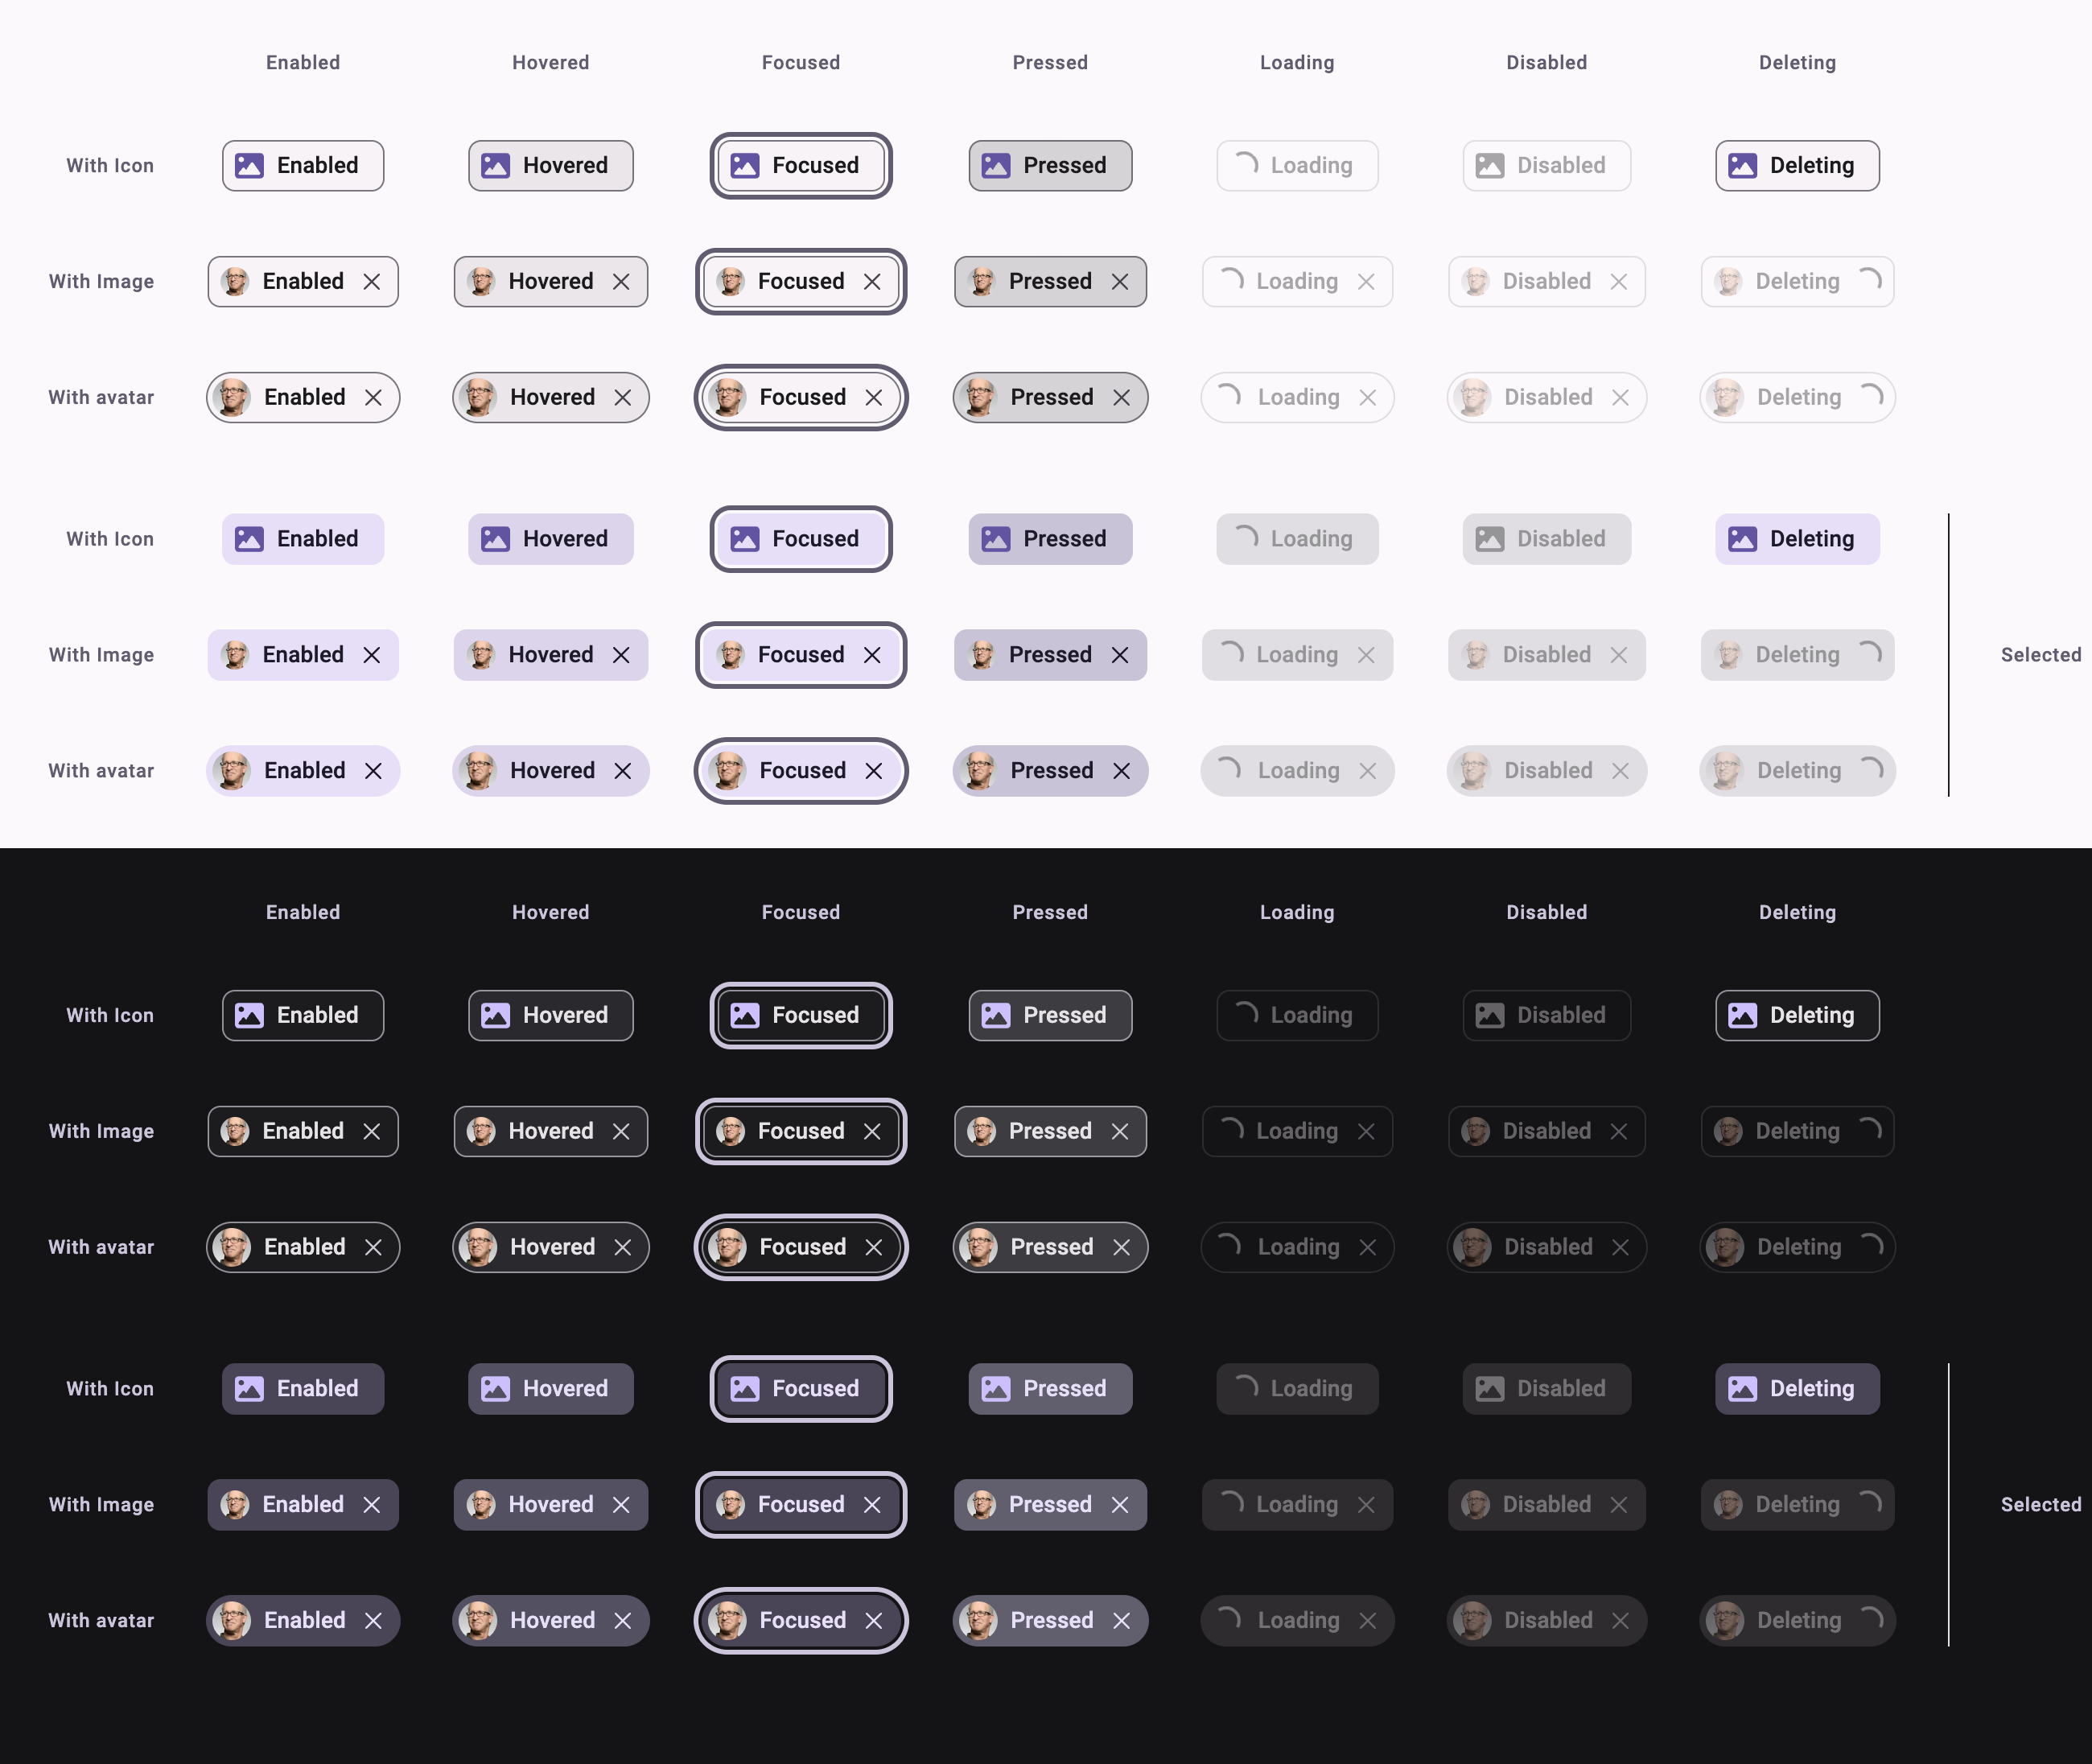 Enabled Hovered Focused Pressed Loading Disabled Deleting
With Icon Enabled Hovered Focused Pressed Loading Disabled Deleting
With Image Enabled Hovered Focused Pressed Loading Disabled Deleting
With avatar Enabled Hovered Focused Pressed Loading Disabled Deleting
With Icon Enabled Hovered Focused Pressed Loading Disabled Deleting
With Image Enabled Hovered Focused Pressed Loading Disabled Deleting Selected
With avatar Enabled Hovered Focused Pressed Loading Disabled Deleting
Enabled Hovered Focused Pressed Loading Disabled Deleting
With Icon Enabled Hovered Focused Pressed Loading Disabled Deleting
With Image Enabled Hovered Focused Pressed Loading Disabled Deleting
With avatar Enabled Hovered Focused Pressed Loading Disabled Deleting
With Icon Enabled Hovered Focused Pressed Loading Disabled Deleting
With Image Enabled Hovered Focused Pressed Loading Disabled Deleting Selected
With avatar Enabled Hovered Focused Pressed Loading Disabled Deleting